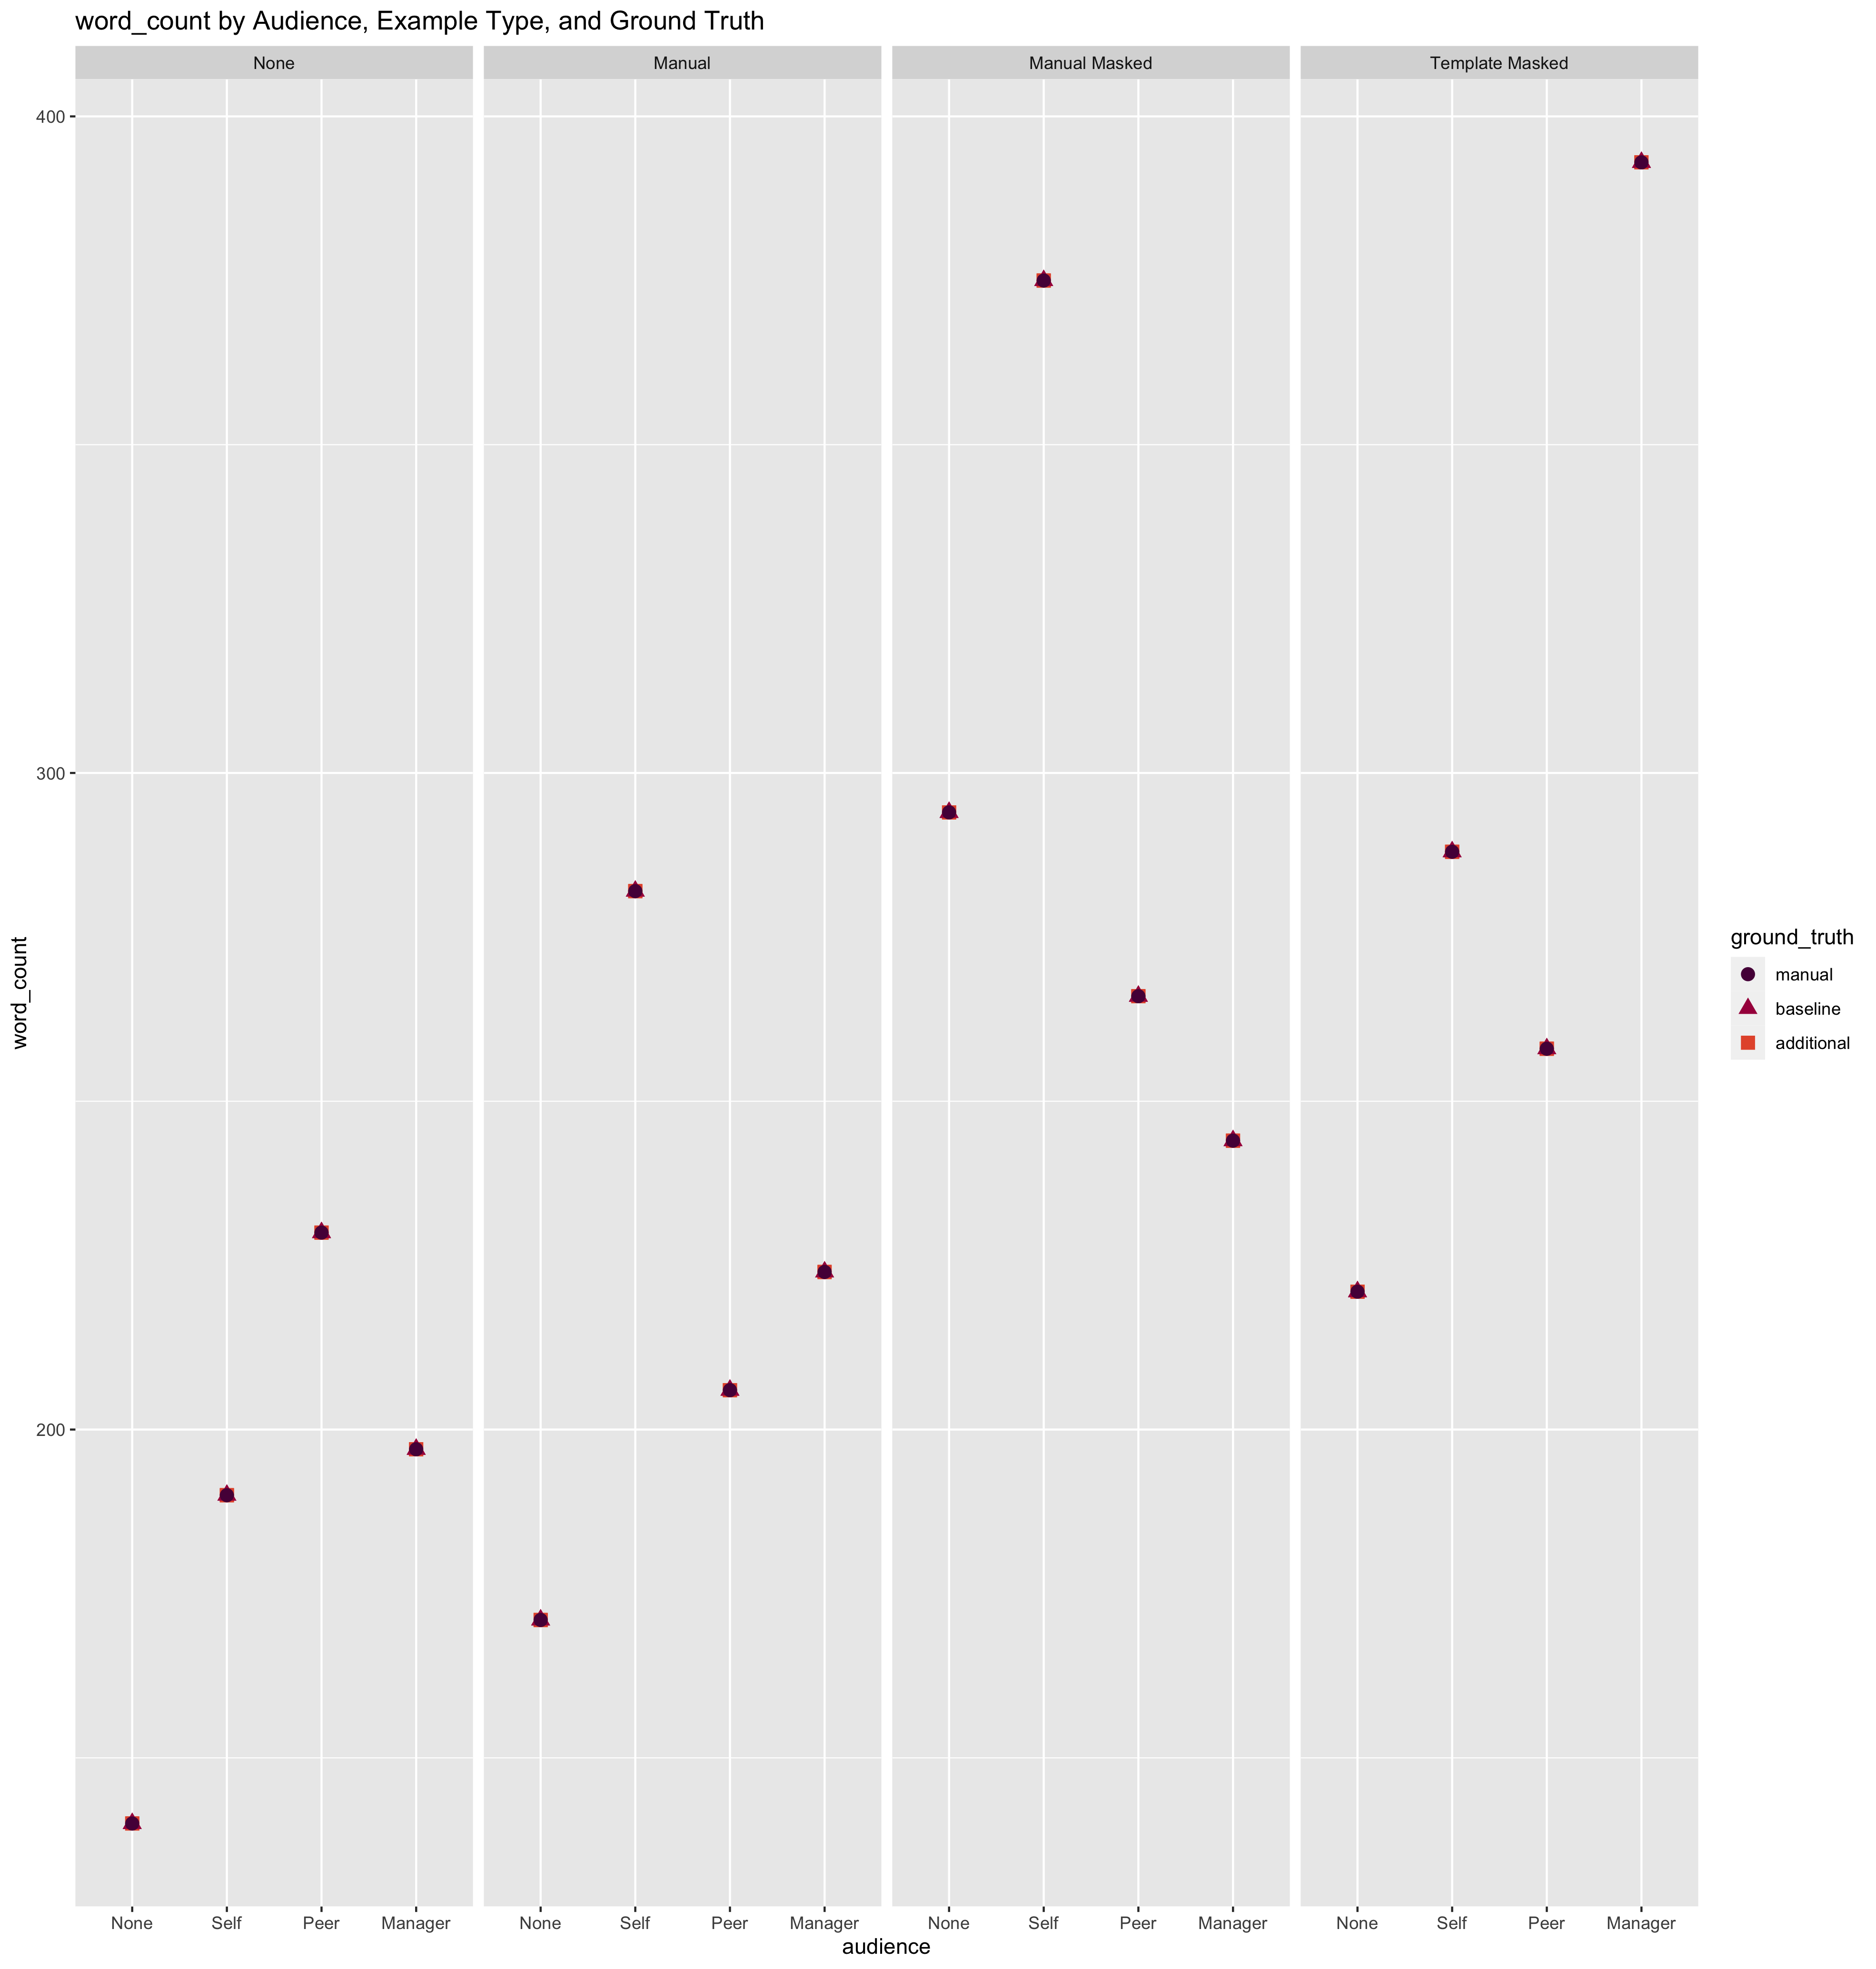 word_count by Audience, Example Type, and Ground Truth
None
Manual
Manual Masked
Template Masked
400
300
200
word_count
None Self Peer Manager
None Self Peer Manager
None Self Peer Manager
None Self Peer Manager
audience
ground_truth
manual
baseline
additional